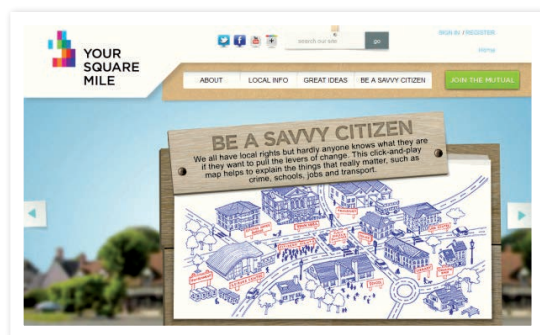 YOUR
SQUARE
MILE
search our site
go
SIGN IN / REGISTER
Home
ABOUT LOCAL INFO GREAT IDEAS BE A SAVVY CITIZEN JOIN THE MUTUAL
BE A SAVVY CITIZEN
We all have local rights but hardly anyone knows what they are
if they want to pull the levers of change. This click-and-play
map helps to explain the things that really matter, such as
crime, schools, jobs and transport.